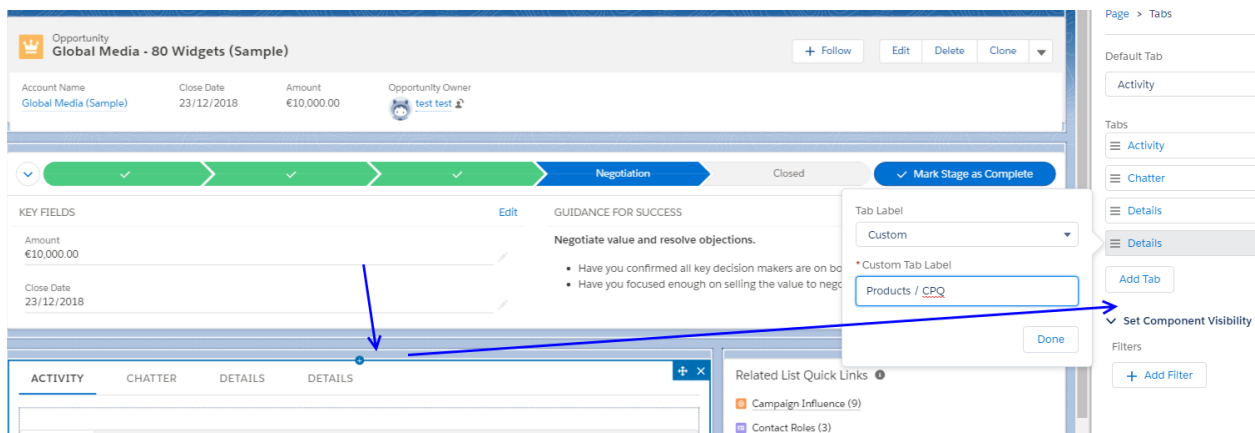 Opportunity
Global Media - 80 Widgets (Sample)
+ Follow
Edit
Delete
Clone
Account Name
Close Date
Amount
Opportunity Owner
Global Media (Sample)
23/12/2018
€10,000.00
test test
Negotiation
Closed
Mark Stage as Complete
KEY FIELDS
Edit
Amount
€10,000.00
Close Date
23/12/2018
GUIDANCE FOR SUCCESS
Negotiate value and resolve objections.
• Have you confirmed all key decision makers are on bo
• Have you focused enough on selling the value to nego
Tab Label
Custom
* Custom Tab Label
Products / CPQ
Done
ACTIVITY
CHATTER
DETAILS
DETAILS
Related List Quick Links
Campaign Influence (9)
Contact Roles (3)
Page > Tabs
Default Tab
Activity
Tabs
Activity
Chatter
Details
Details
Add Tab
Set Component Visibility
Filters
+ Add Filter